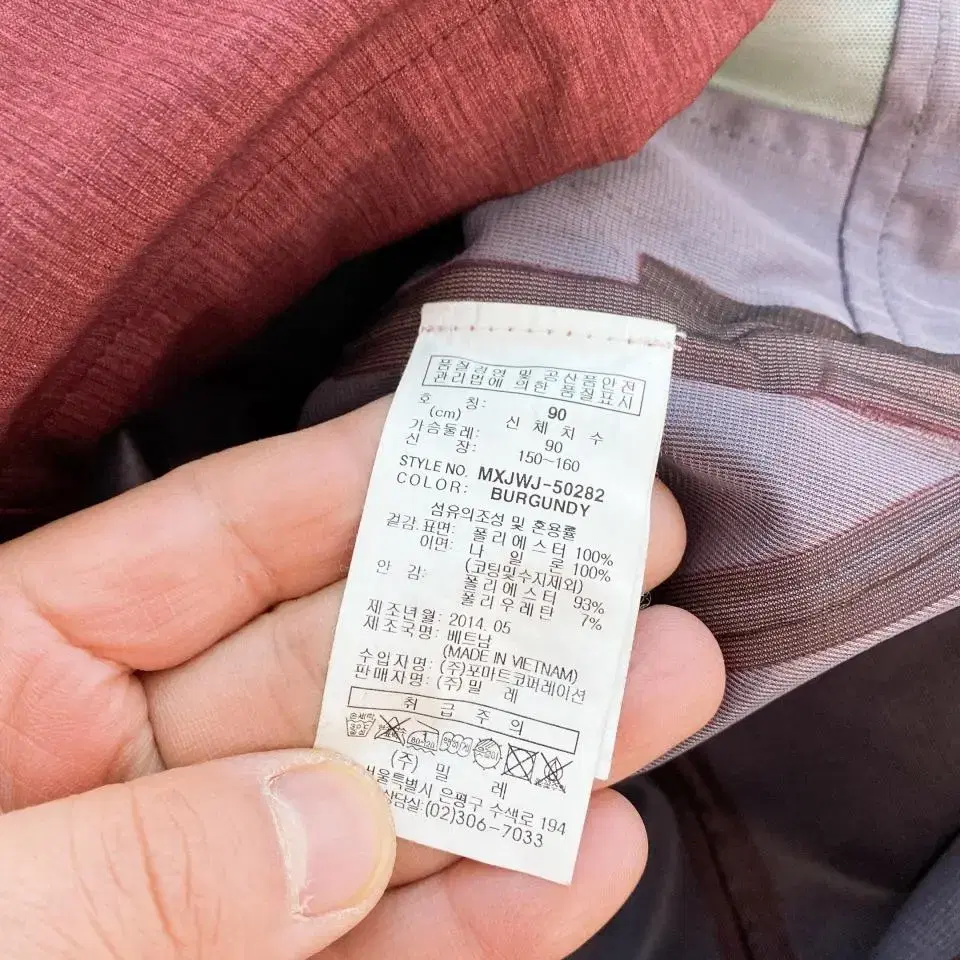 품질경영 및 공산품안전
관리법에 의한 품질표시
호 칭: 90
(cm) 신 체 치 수
가슴둘레: 90
신 장: 150~160
STYLE NO. MXJWJ-50282
COLOR: BURGUNDY
섬유의조성 및 혼용률
겉감.표면: 폴리에스터 100%
이면: 나 일 론 100%
(코팅및수지제외)
안 감: 폴리에스터 93%
폴리우레탄 7%
제조년월: 2014. 05
제조국명: 베트남
(MADE IN VIETNAM)
수입자명: (주)포마트코퍼레이션
판매자명: (주)밀 레
취 급 주 의
손세탁
(주) 밀 레
서울특별시 은평구 수색로 194
상담실:(02)306-7033